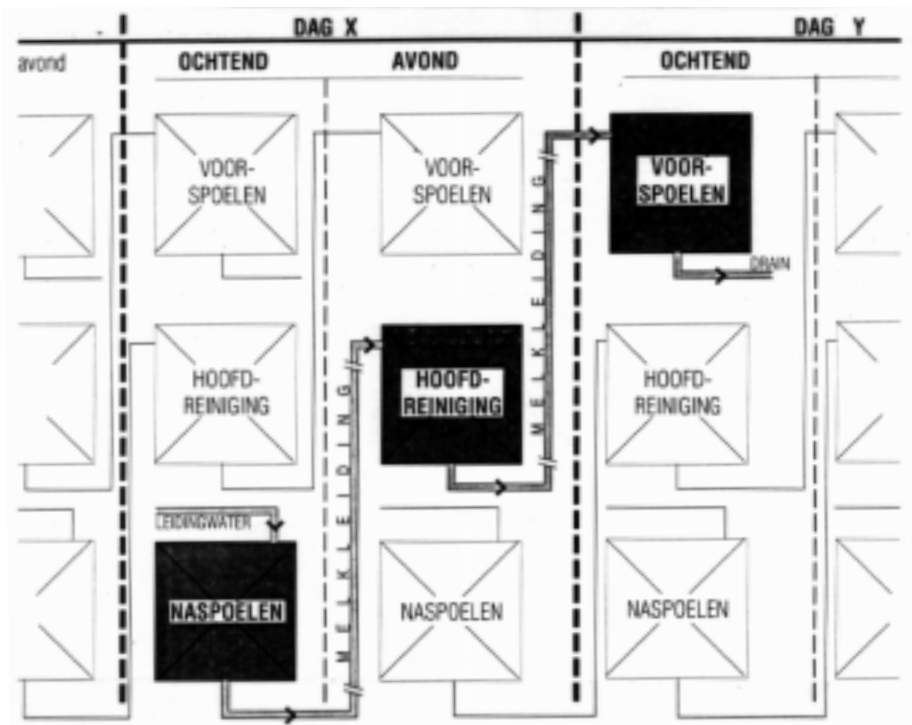 DAG X
DAG Y
avond
OCHTEND
AVOND
OCHTEND
VOOR-
SPOELEN
VOOR-
SPOELEN
VOOR-
SPOELEN
DRAIN
MELKLEIDING
HOOFD-
REINIGING
HOOFD-
REINIGING
HOOFD-
REINIGING
MELKLEIDING
LEIDINGWATER
NASPOELEN
NASPOELEN
NASPOELEN